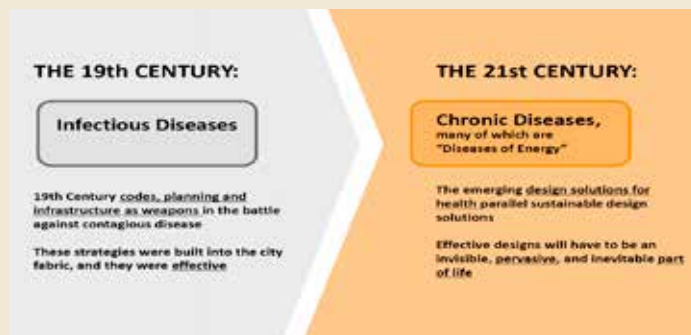 THE 19th CENTURY:
Infectious Diseases
19th Century codes, planning and
infrastructure as weapons in the battle
against contagious disease
These strategies were built into the city
fabric, and they were effective
THE 21st CENTURY:
Chronic Diseases,
many of which are
"Diseases of Energy"
The emerging design solutions for
health parallel sustainable design
solutions
Effective designs will have to be an
invisible, pervasive, and inevitable part
of life